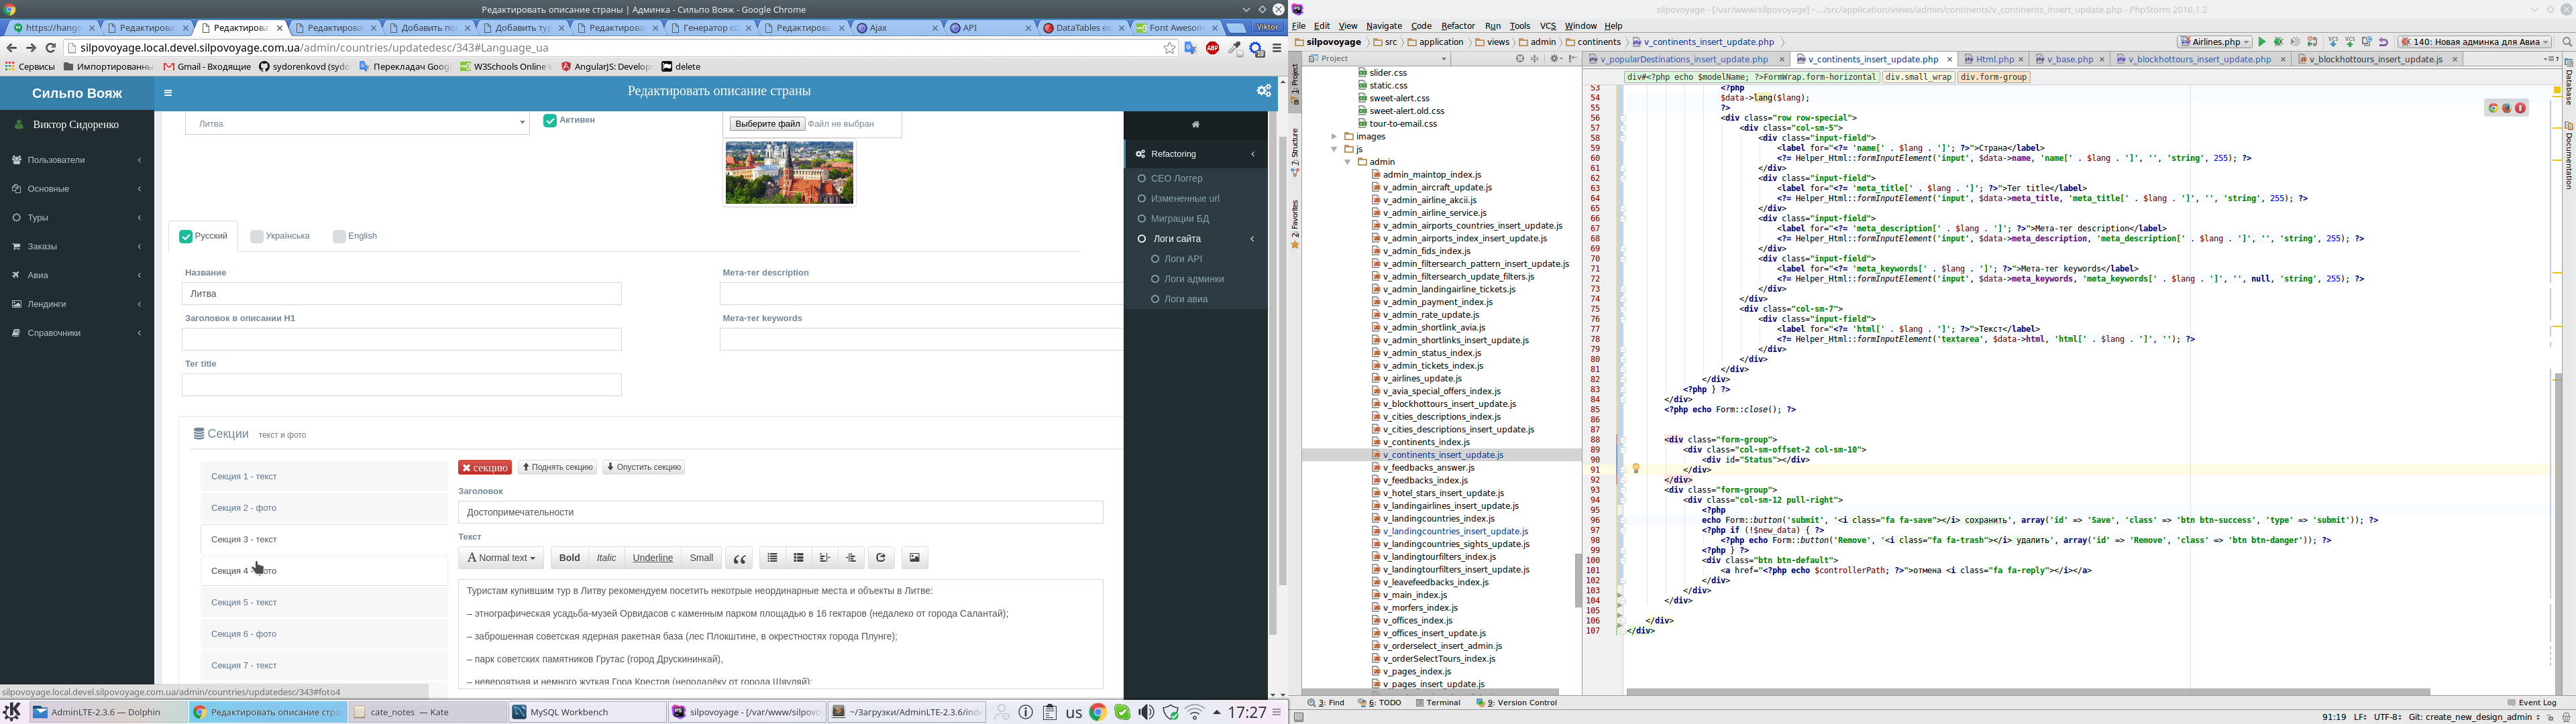 Редактировать описание страны | Админка - Сильпо Вояж - Google Chrome
https://hang
Редактирова
Редактирова
Редактирова
Добавить по
Добавить ту
Редактирова
Генератор с
Редактирова
Ajax
API
DataTables e
Font Awesom
Viktor
silpovoyage.local.devel.silpovoyage.com.ua/admin/countries/updatedesc/343#Language_ua
Сервисы
Импортированны
Gmail - Входящие
sydorenkovd (sydo
Перекладач Goog
W3Schools Online
AngularJS: Develop
delete
Сильпо Вояж
Редактировать описание страны
Виктор Сидоренко
Пользователи
Основные
Туры
Заказы
Авиа
Лендинги
Справочники
Литва
Активен
Выберите файл Файл не выбран
Refactoring
СЕО Логгер
Измененные url
Миграции БД
Логи сайта
Логи API
Логи админки
Логи авиа
Русский
Українська
English
Название
Литва
Мета-тег description
Заголовок в описании H1
Мета-тег keywords
Тег title
Секции текст и фото
Секция 1 - текст
Секция 2 - фото
Секция 3 - текст
Секция 5 - текст
Секция 6 - фото
Секция 7 - текст
секцию
Поднять секцию
Опустить секцию
Заголовок
Достопримечательности
Текст
Normal text
Bold
Italic
Underline
Small
Туристам купившим тур в Литву рекомендуем посетить некотрые неординарные места и объекты в Литве:
– этнографическая усадьба-музей Орвидасов с каменным парком площадью в 16 гектаров (недалеко от города Салантай);
– заброшенная советская ядерная ракетная база (лес Плокштине, в окрестностях города Плунге);
– парк советских памятников Грутас (город Друскининкай),
– невероятная и немного жуткая Гора Крестов (неподалёку от города Шяуляй);
silpovoyage.local.devel.silpovoyage.com.ua/admin/countries/updatedesc/343#foto4
AdminLTE-2.3.6 — Dolphin
Редактировать описание стра
cate_notes — Kate
MySQL Workbench
silpovoyage - [/var/www/silpovo
~/Загрузки/AdminLTE-2.3.6/ind
us
17:27
silpovoyage - [/var/www/silpovoyage] - .../src/application/views/admin/continents/v_continents_insert_update.php - PhpStorm 2016.1.2
File Edit View Navigate Code Refactor Run Tools VCS Window Help
silpovoyage
src
application
views
admin
continents
v_continents_insert_update.php
Airlines.php
140: Новая админка для Авиа
Project
v_popularDestinations_insert_update.php
v_continents_insert_update.php
Html.php
v_base.php
v_blockhottours_insert_update.php
v_blockhottours_insert_update.js
1: Project
7: Structure
2: Favorites
Database
Documentation
slider.css
static.css
sweet-alert.css
sweet-alert.old.css
tour-to-email.css
images
js
admin
admin_maintop_index.js
v_admin_aircraft_update.js
v_admin_airline_akcii.js
v_admin_airline_service.js
v_admin_airports_countries_insert_update.js
v_admin_airports_index_insert_update.js
v_admin_fids_index.js
v_admin_filtersearch_pattern_insert_update.js
v_admin_filtersearch_update_filters.js
v_admin_landingairline_tickets.js
v_admin_payment_index.js
v_admin_rate_update.js
v_admin_shortlink_avia.js
v_admin_shortlinks_insert_update.js
v_admin_status_index.js
v_admin_tickets_index.js
v_airlines_update.js
v_avia_special_offers_index.js
v_blockhottours_insert_update.js
v_cities_descriptions_index.js
v_cities_descriptions_insert_update.js
v_continents_index.js
v_continents_insert_update.js
v_feedbacks_answer.js
v_feedbacks_index.js
v_hotel_stars_insert_update.js
v_landingairlines_insert_update.js
v_landingcountries_index.js
v_landingcountries_insert_update.js
v_landingcountries_sights_update.js
v_landingtourfilters_index.js
v_landingtourfilters_insert_update.js
v_leavefeedbacks_index.js
v_main_index.js
v_morfers_index.js
v_offices_index.js
v_offices_insert_update.js
v_orderselect_insert_admin.js
v_orderSelectTours_index.js
v_pages_index.js
v_pages_insert_update.js
div#<?php echo $modelName; ?>FormWrap.form-horizontal
div.small_wrap
div.form-group
53 <?php
54 $data->lang($lang);
55 ?>
56 <div class="row row-special">
57 <div class="col-sm-5">
58 <div class="input-field">
59 <label for="<?= 'name[' . $lang . ']'; ?>">Страна</label>
60 <?= Helper_Html::formInputElement('input', $data->name, 'name[' . $lang . ']', '', 'string', 255); ?>
61 </div>
62 <div class="input-field">
63 <label for="<?= 'meta_title[' . $lang . ']'; ?>">Тег title</label>
64 <?= Helper_Html::formInputElement('input', $data->meta_title, 'meta_title[' . $lang . ']', '', 'string', 255); ?>
65 </div>
66 <div class="input-field">
67 <label for="<?= 'meta_description[' . $lang . ']'; ?>">Мета-тег description</label>
68 <?= Helper_Html::formInputElement('input', $data->meta_description, 'meta_description[' . $lang . ']', '', 'string', 255); ?>
69 </div>
70 <div class="input-field">
71 <label for="<?= 'meta_keywords[' . $lang . ']'; ?>">Мета-тег keywords</label>
72 <?= Helper_Html::formInputElement('input', $data->meta_keywords, 'meta_keywords[' . $lang . ']', '', null, 'string', 255); ?>
73 </div>
74 </div>
75 <div class="col-sm-7">
76 <div class="input-field">
77 <label for="<?= 'html[' . $lang . ']'; ?>">Текст</label>
78 <?= Helper_Html::formInputElement('textarea', $data->html, 'html[' . $lang . ']', ''); ?>
79 </div>
80 </div>
81 </div>
82 </div>
83 <?php } ?>
84 </div>
85 <?php echo Form::close(); ?>
86
87
88 <div class="form-group">
89 <div class="col-sm-offset-2 col-sm-10">
90 <div id="Status"></div>
91 </div>
92 </div>
93 <div class="form-group">
94 <div class="col-sm-12 pull-right">
95 <?php
96 echo Form::button('submit', '<i class="fa fa-save"></i> сохранить', array('id' => 'Save', 'class' => 'btn btn-success', 'type' => 'submit')); ?>
97 <?php if (!$new_data) { ?>
98 <?php echo Form::button('Remove', '<i class="fa fa-trash"></i> удалить', array('id' => 'Remove', 'class' => 'btn btn-danger')); ?>
99 <?php } ?>
100 <div class="btn btn-default">
101 <a href="<?php echo $controllerPath; ?>">отмена <i class="fa fa-reply"></i></a>
102 </div>
103 </div>
104 </div>
105
106 </div>
107 </div>
3: Find
6: TODO
Terminal
9: Version Control
Event Log
91:19 LF÷ UTF-8÷ Git: create_new_design_admin